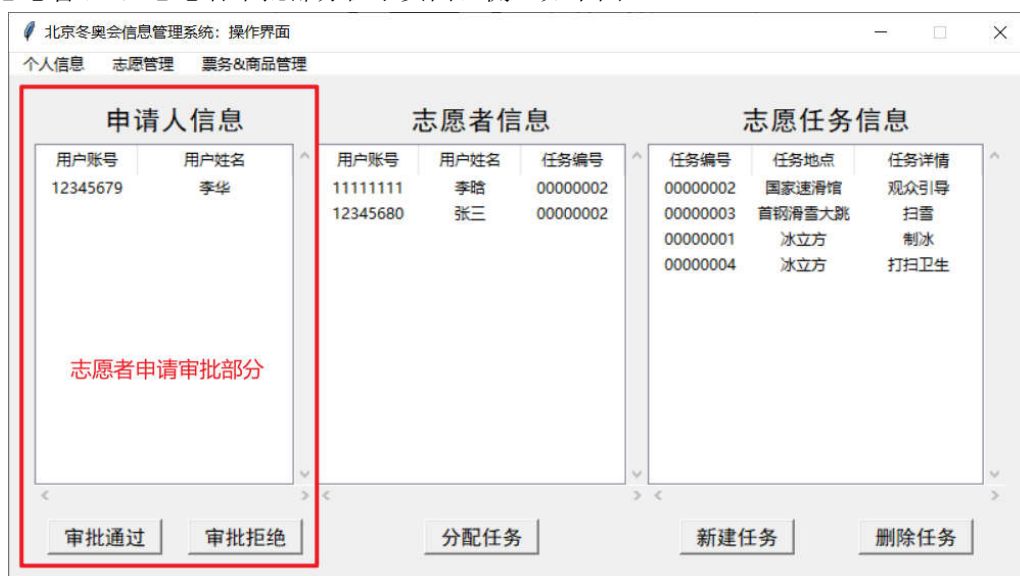 北京冬奥会信息管理系统：操作界面
个人信息 志愿管理 票务&商品管理
申请人信息 志愿者信息 志愿任务信息
用户账号 用户姓名 用户账号 用户姓名 任务编号 任务编号 任务地点 任务详情
12345679 李华 11111111 李晗 00000002 00000002 国家速滑馆 观众引导
12345680 张三 00000002 00000003 首钢滑雪大跳 扫雪
00000001 冰立方 制冰
00000004 冰立方 打扫卫生
志愿者申请审批部分
审批通过 审批拒绝 分配任务 新建任务 删除任务